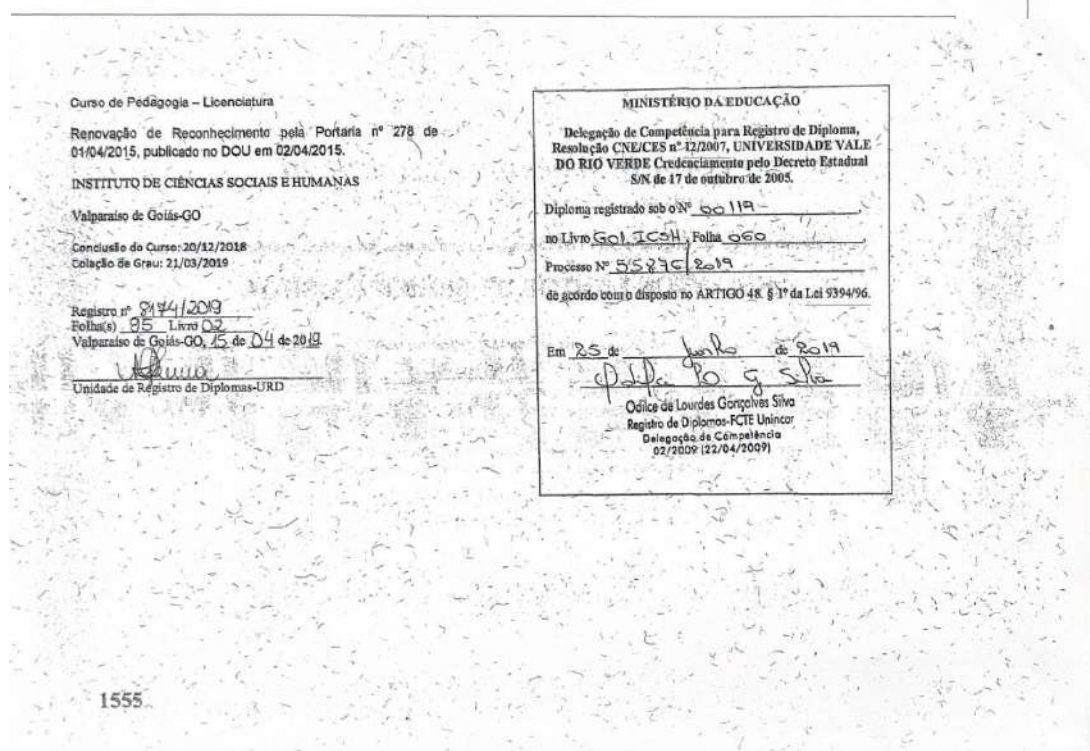 Curso de Pedagogia – Licenciatura
Renovação de Reconhecimento pela Portaria nº 278 de
01/04/2015, publicado no DOU em 02/04/2015.
INSTITUTO DE CIÊNCIAS SOCIAIS E HUMANAS
Valparaíso de Goiás-GO
Conclusão do Curso: 20/12/2018
Colação de Grau: 21/03/2019
Registro nº 8174/2019
Folha(s) 95 Livro 02
Valparaíso de Goiás-GO, 15 de 04 de 2019.
Unidade de Registro de Diplomas-URD
MINISTÉRIO DA EDUCAÇÃO
Delegação de Competência para Registro de Diploma,
Resolução CNE/CES nº 12/2007, UNIVERSIDADE VALE
DO RIO VERDE Credenciamento pelo Decreto Estadual
S/N de 17 de outubro de 2005.
Diploma registrado sob o Nº 00119
no Livro G01.ICSH, Folha 060
Processo Nº /2019
de acordo com o disposto no ARTIGO 48. § 1º da Lei 9394/96.
Em 25 de Junho de 2019
Odilce de Lourdes Gonçalves Silva
Registro de Diplomas-FCTE Unincor
Delegação de Competência
02/2009 (22/04/2009)
1555